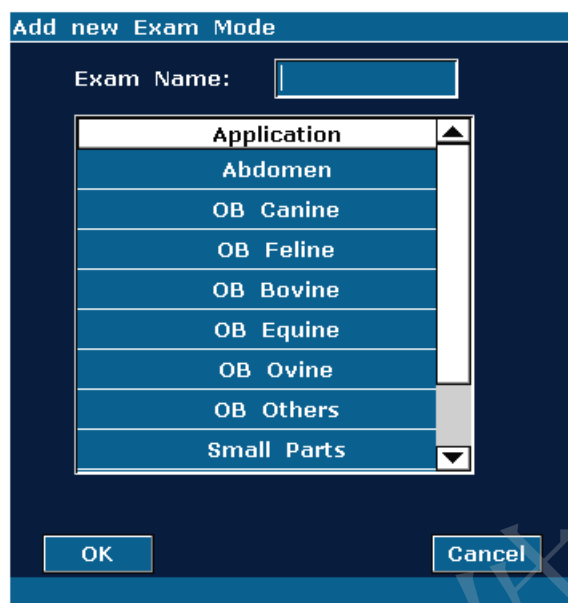 Add new Exam Mode
Exam Name:
Application
Abdomen
OB Canine
OB Feline
OB Bovine
OB Equine
OB Ovine
OB Others
Small Parts
OK
Cancel